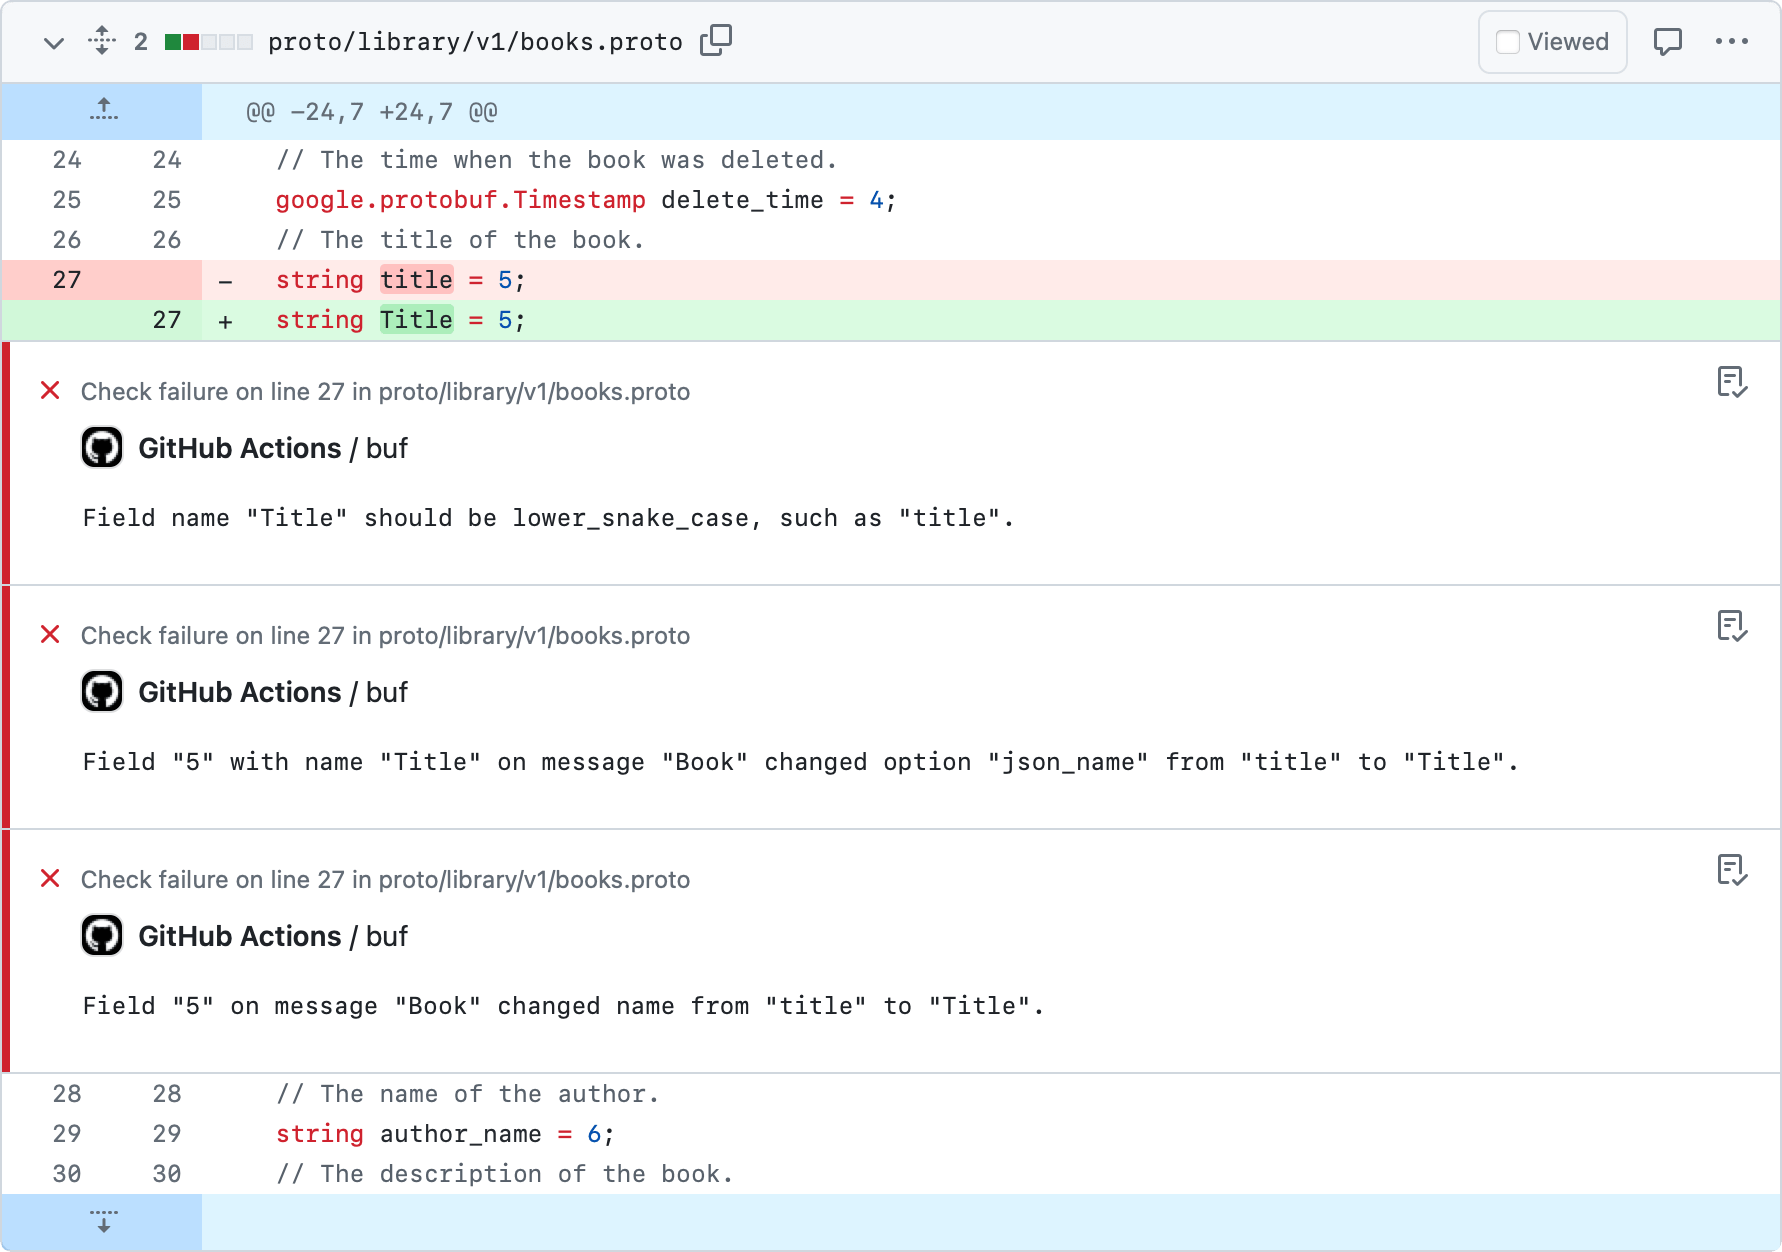 2 proto/library/v1/books.proto Viewed
@@ −24,7 +24,7 @@
24 24 // The time when the book was deleted.
25 25 google.protobuf.Timestamp delete_time = 4;
26 26 // The title of the book.
27 − string title = 5;
27 + string Title = 5;
Check failure on line 27 in proto/library/v1/books.proto
GitHub Actions / buf
Field name "Title" should be lower_snake_case, such as "title".
Check failure on line 27 in proto/library/v1/books.proto
GitHub Actions / buf
Field "5" with name "Title" on message "Book" changed option "json_name" from "title" to "Title".
Check failure on line 27 in proto/library/v1/books.proto
GitHub Actions / buf
Field "5" on message "Book" changed name from "title" to "Title".
28 28 // The name of the author.
29 29 string author_name = 6;
30 30 // The description of the book.